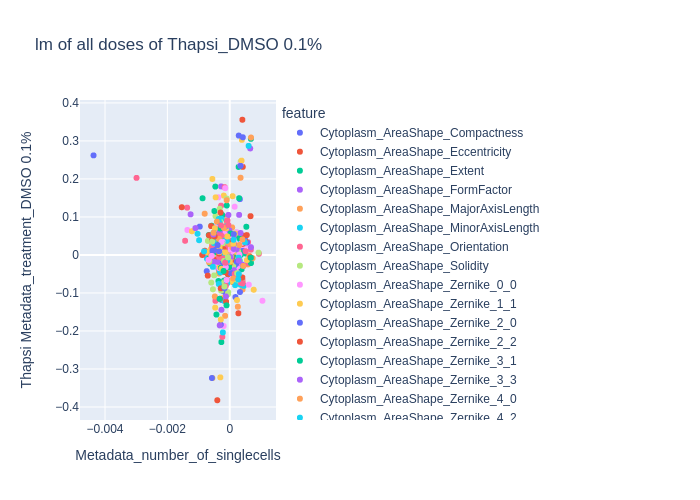 lm of all doses of Thapsi_DMSO 0.1%
feature
Cytoplasm_AreaShape_Compactness
Cytoplasm_AreaShape_Eccentricity
Cytoplasm_AreaShape_Extent
Cytoplasm_AreaShape_FormFactor
Cytoplasm_AreaShape_MajorAxisLength
Cytoplasm_AreaShape_MinorAxisLength
Cytoplasm_AreaShape_Orientation
Cytoplasm_AreaShape_Solidity
Cytoplasm_AreaShape_Zernike_0_0
Cytoplasm_AreaShape_Zernike_1_1
Cytoplasm_AreaShape_Zernike_2_0
Cytoplasm_AreaShape_Zernike_2_2
Cytoplasm_AreaShape_Zernike_3_1
Cytoplasm_AreaShape_Zernike_3_3
Cytoplasm_AreaShape_Zernike_4_0
Cytoplasm_AreaShape_Zernike_4_2
0.4
0.3
0.2
0.1
0
−0.1
−0.2
−0.3
−0.4
Thapsi Metadata_treatment_DMSO 0.1%
−0.004
−0.002
0
Metadata_number_of_singlecells